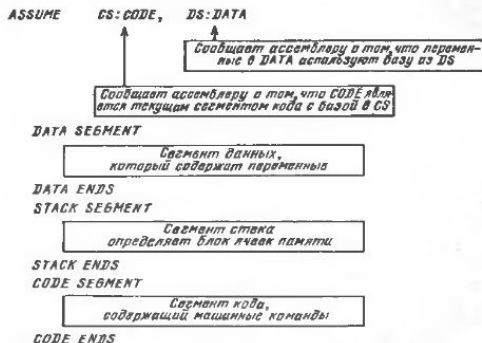 ASSUME CS:CODE, DS:DATA
Сообщает ассемблеру о том, что перемен-
ные в DATA используют базу из DS
Сообщает ассемблеру о том, что CODE явля-
ется текущим сегментом кода с базой в CS
DATA SEGMENT
Сегмент данных,
который содержит переменные
DATA ENDS
STACK SEGMENT
Сегмент стека
определяет блок ячеек памяти
STACK ENDS
CODE SEGMENT
Сегмент кода,
содержащий машинные команды
CODE ENDS